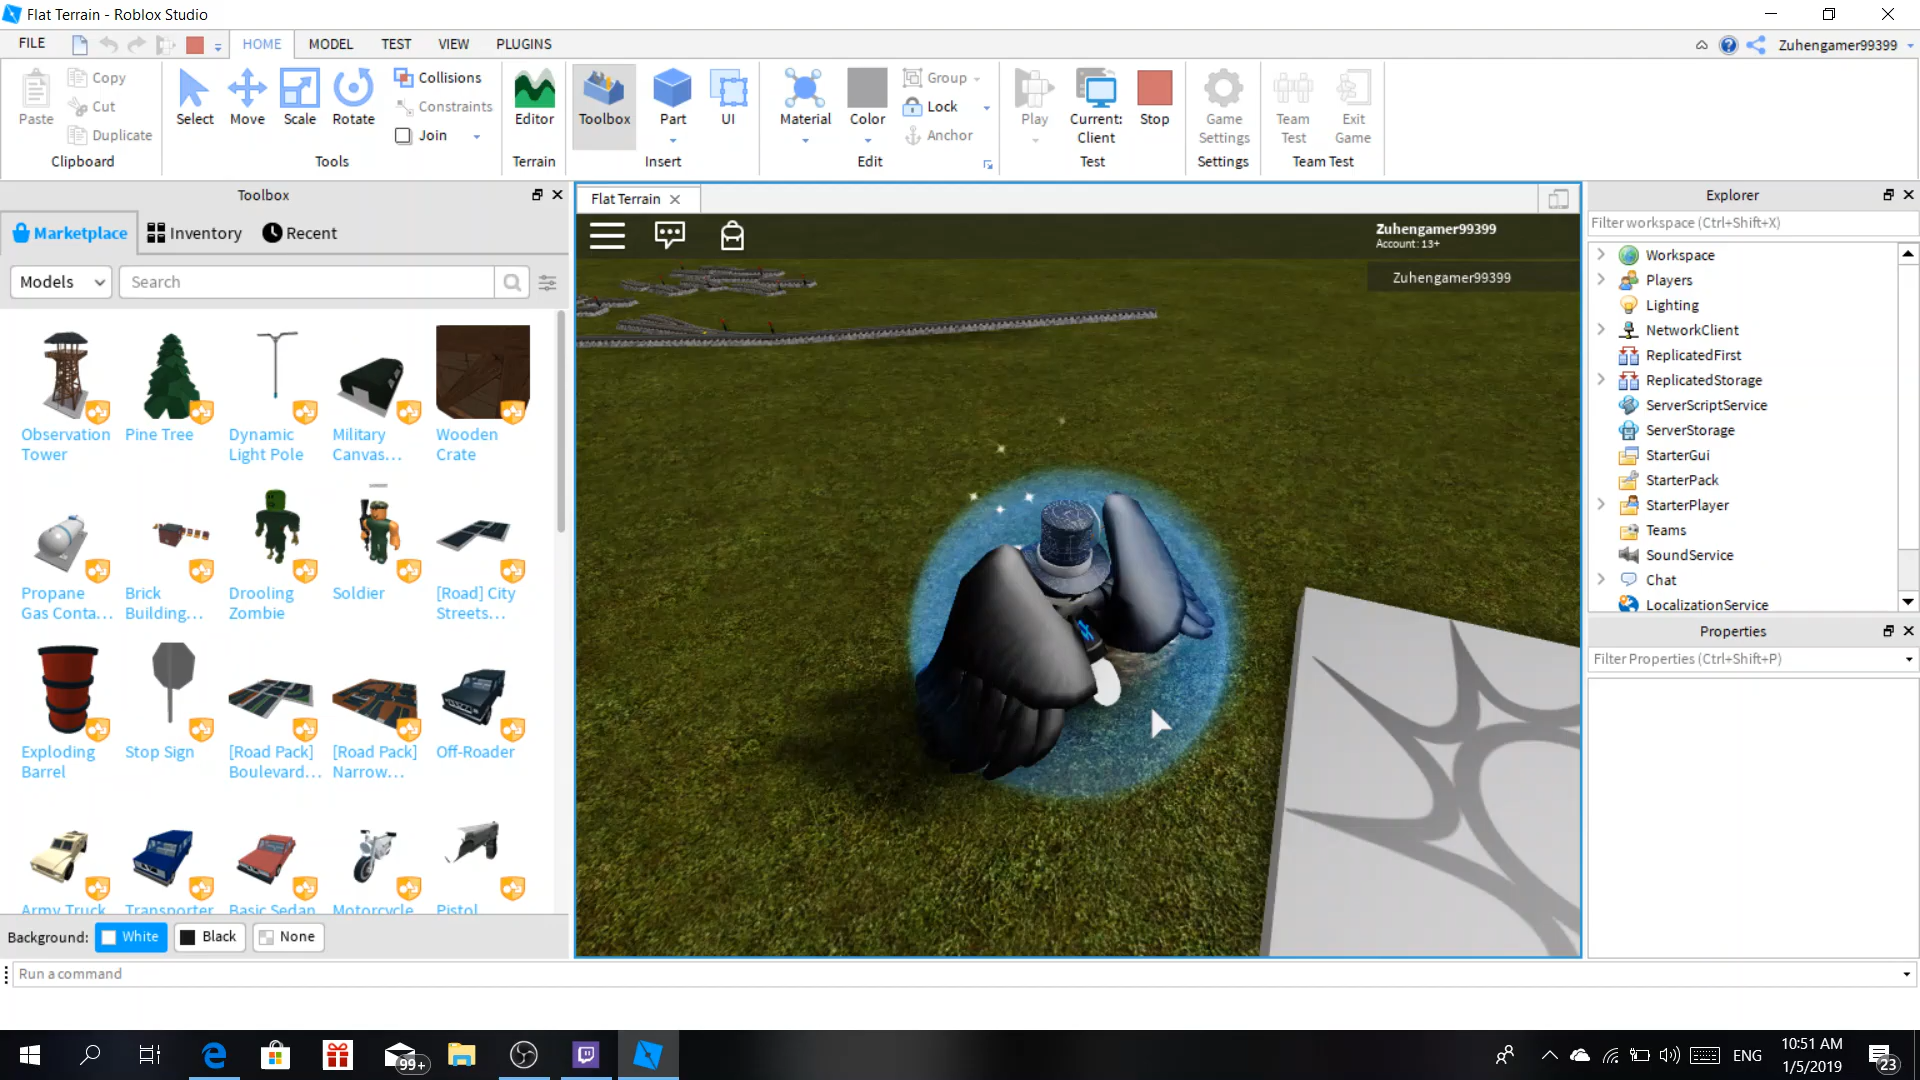 Flat Terrain - Roblox Studio
FILE
HOME
MODEL
TEST
VIEW
PLUGINS
Zuhengamer99399
Paste
Copy
Cut
Duplicate
Clipboard
Select
Move
Scale
Rotate
Collisions
Constraints
Join
Tools
Editor
Terrain
Toolbox
Part
UI
Insert
Material
Color
Group
Lock
Anchor
Edit
Play
Current:
Client
Stop
Test
Game
Settings
Settings
Team
Test
Exit
Game
Team Test
Toolbox
Marketplace
Inventory
Recent
Models
Search
Observation
Tower
Pine Tree
Dynamic
Light Pole
Military
Canvas...
Wooden
Crate
Propane
Gas Conta...
Brick
Building...
Drooling
Zombie
Soldier
[Road] City
Streets...
Exploding
Barrel
Stop Sign
[Road Pack]
Boulevard...
[Road Pack]
Narrow...
Off-Roader
Army Truck
Transporter
Basic Sedan
Motorcycle
Pistol
Background:
White
Black
None
Run a command
Flat Terrain
Zuhengamer99399
Account: 13+
Zuhengamer99399
Explorer
Filter workspace (Ctrl+Shift+X)
Workspace
Players
Lighting
NetworkClient
ReplicatedFirst
ReplicatedStorage
ServerScriptService
ServerStorage
StarterGui
StarterPack
StarterPlayer
Teams
SoundService
Chat
LocalizationService
Properties
Filter Properties (Ctrl+Shift+P)
99+
ENG
10:51 AM
1/5/2019
23